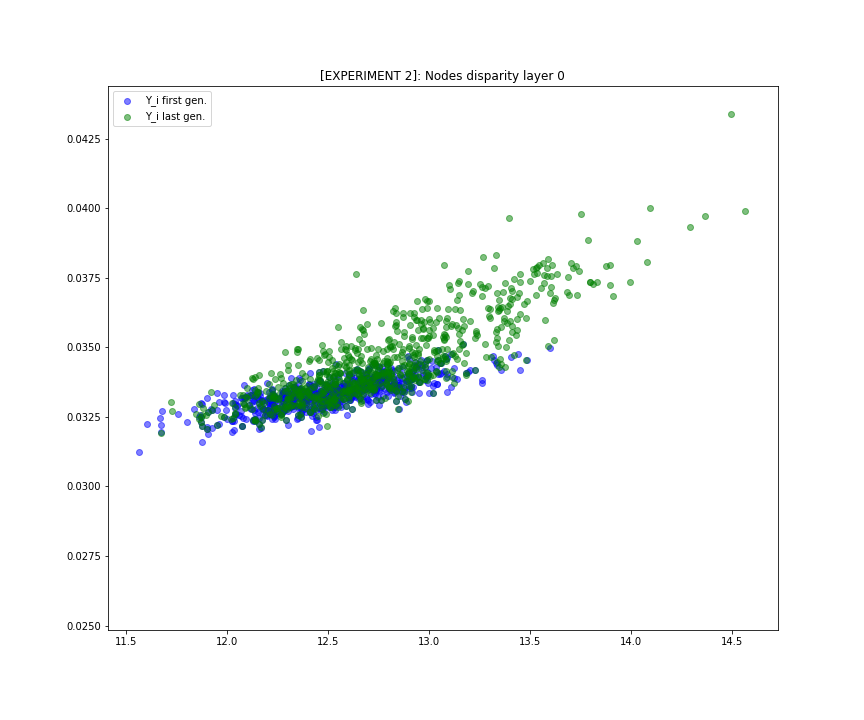 [EXPERIMENT 2]: Nodes disparity layer 0
Y_i first gen.
Y_i last gen.
0.0425
0.0400
0.0375
0.0350
0.0325
0.0300
0.0275
0.0250
11.5 12.0 12.5 13.0 13.5 14.0 14.5